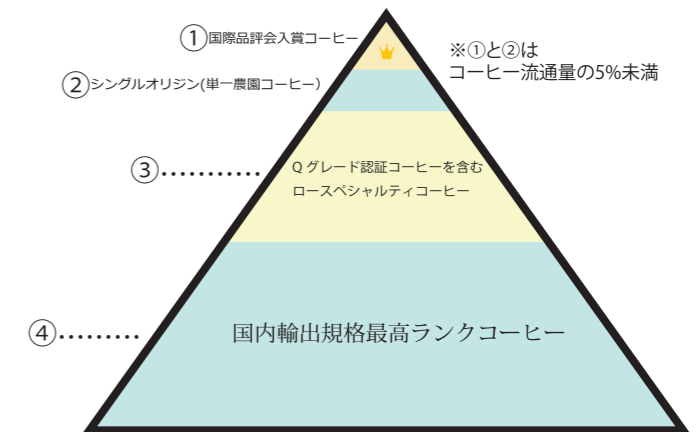 ①国際品評会入賞コーヒー
※①と②は
コーヒー流通量の5%未満
②シングルオリジン(単一農園コーヒー)
③...........
Q グレード認証コーヒーを含む
ロースペシャルティコーヒー
④.........
国内輸出規格最高ランクコーヒー